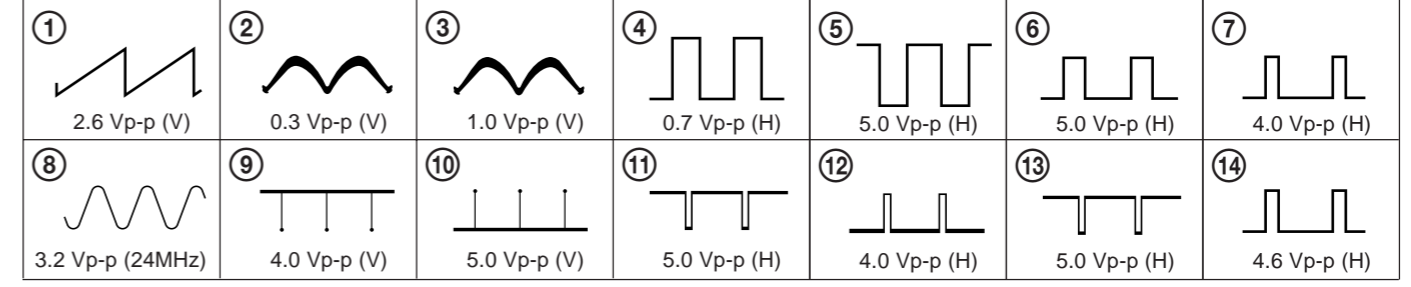 1 2 3 4 5 6 7
2.6 Vp-p (V) 0.3 Vp-p (V) 1.0 Vp-p (V) 0.7 Vp-p (H) 5.0 Vp-p (H) 5.0 Vp-p (H) 4.0 Vp-p (H)
8 9 10 11 12 13 14
3.2 Vp-p (24MHz) 4.0 Vp-p (V) 5.0 Vp-p (V) 5.0 Vp-p (H) 4.0 Vp-p (H) 5.0 Vp-p (H) 4.6 Vp-p (H)